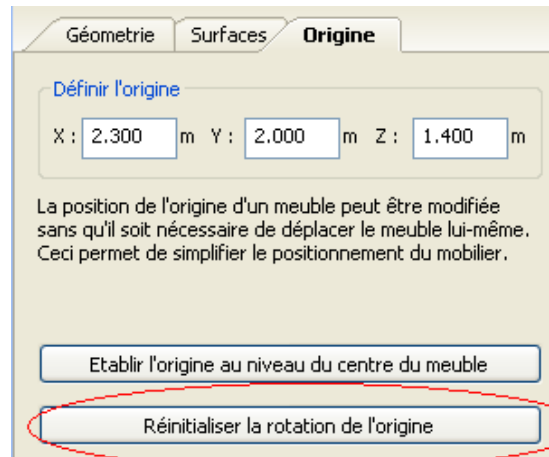 Géometrie Surfaces Origine
Définir l'origine
X : 2.300 m Y : 2.000 m Z : 1.400 m
La position de l'origine d'un meuble peut être modifiée
sans qu'il soit nécessaire de déplacer le meuble lui-même.
Ceci permet de simplifier le positionnement du mobilier.
Etablir l'origine au niveau du centre du meuble
Réinitialiser la rotation de l'origine